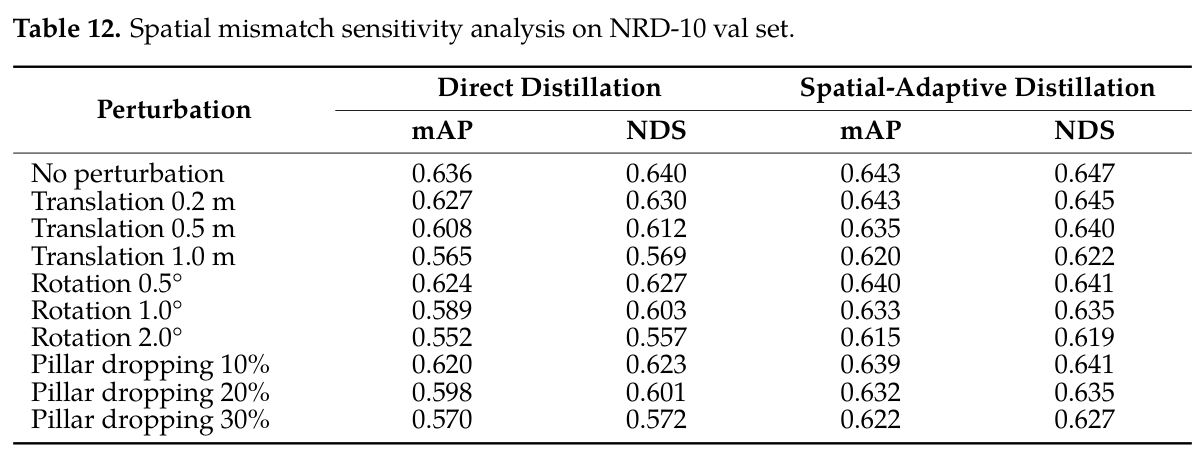 Table 12. Spatial mismatch sensitivity analysis on NRD-10 val set.
Perturbation Direct Distillation Spatial-Adaptive Distillation
mAP NDS mAP NDS
No perturbation 0.636 0.640 0.643 0.647
Translation 0.2 m 0.627 0.630 0.643 0.645
Translation 0.5 m 0.608 0.612 0.635 0.640
Translation 1.0 m 0.565 0.569 0.620 0.622
Rotation 0.5° 0.624 0.627 0.640 0.641
Rotation 1.0° 0.589 0.603 0.633 0.635
Rotation 2.0° 0.552 0.557 0.615 0.619
Pillar dropping 10% 0.620 0.623 0.639 0.641
Pillar dropping 20% 0.598 0.601 0.632 0.635
Pillar dropping 30% 0.570 0.572 0.622 0.627